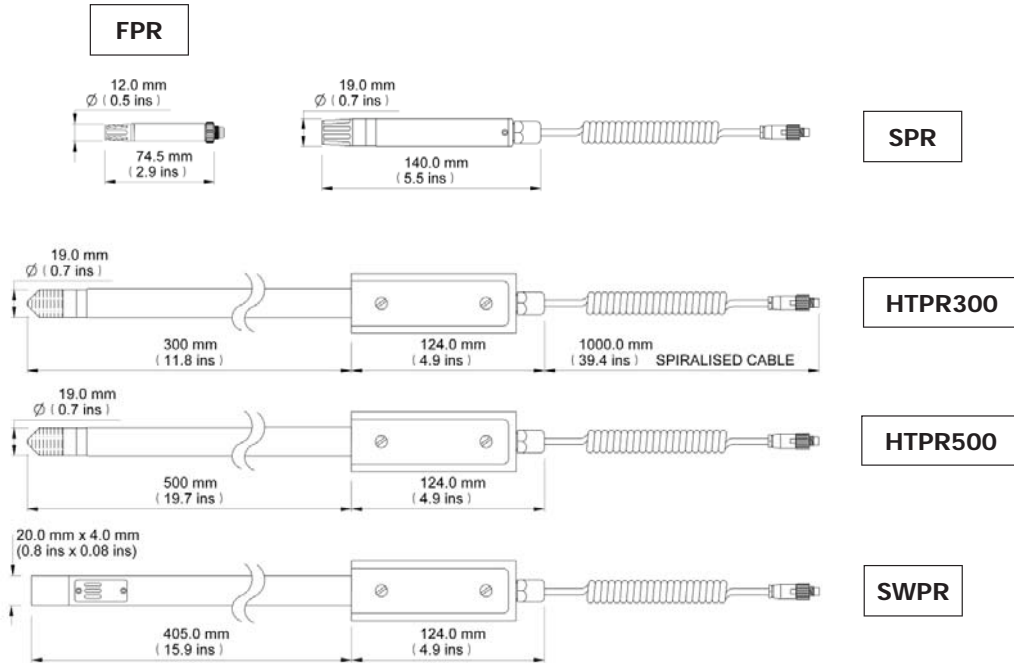 FPR
12.0 mm
Ø ( 0.5 ins )
74.5 mm
( 2.9 ins )
19.0 mm
Ø ( 0.7 ins )
140.0 mm
( 5.5 ins )
SPR
19.0 mm
Ø ( 0.7 ins )
300 mm
( 11.8 ins )
124.0 mm
( 4.9 ins )
1000.0 mm
( 39.4 ins ) SPIRALISED CABLE
HTPR300
19.0 mm
Ø ( 0.7 ins )
500 mm
( 19.7 ins )
124.0 mm
( 4.9 ins )
HTPR500
20.0 mm x 4.0 mm
(0.8 ins x 0.08 ins)
405.0 mm
( 15.9 ins )
124.0 mm
( 4.9 ins )
SWPR